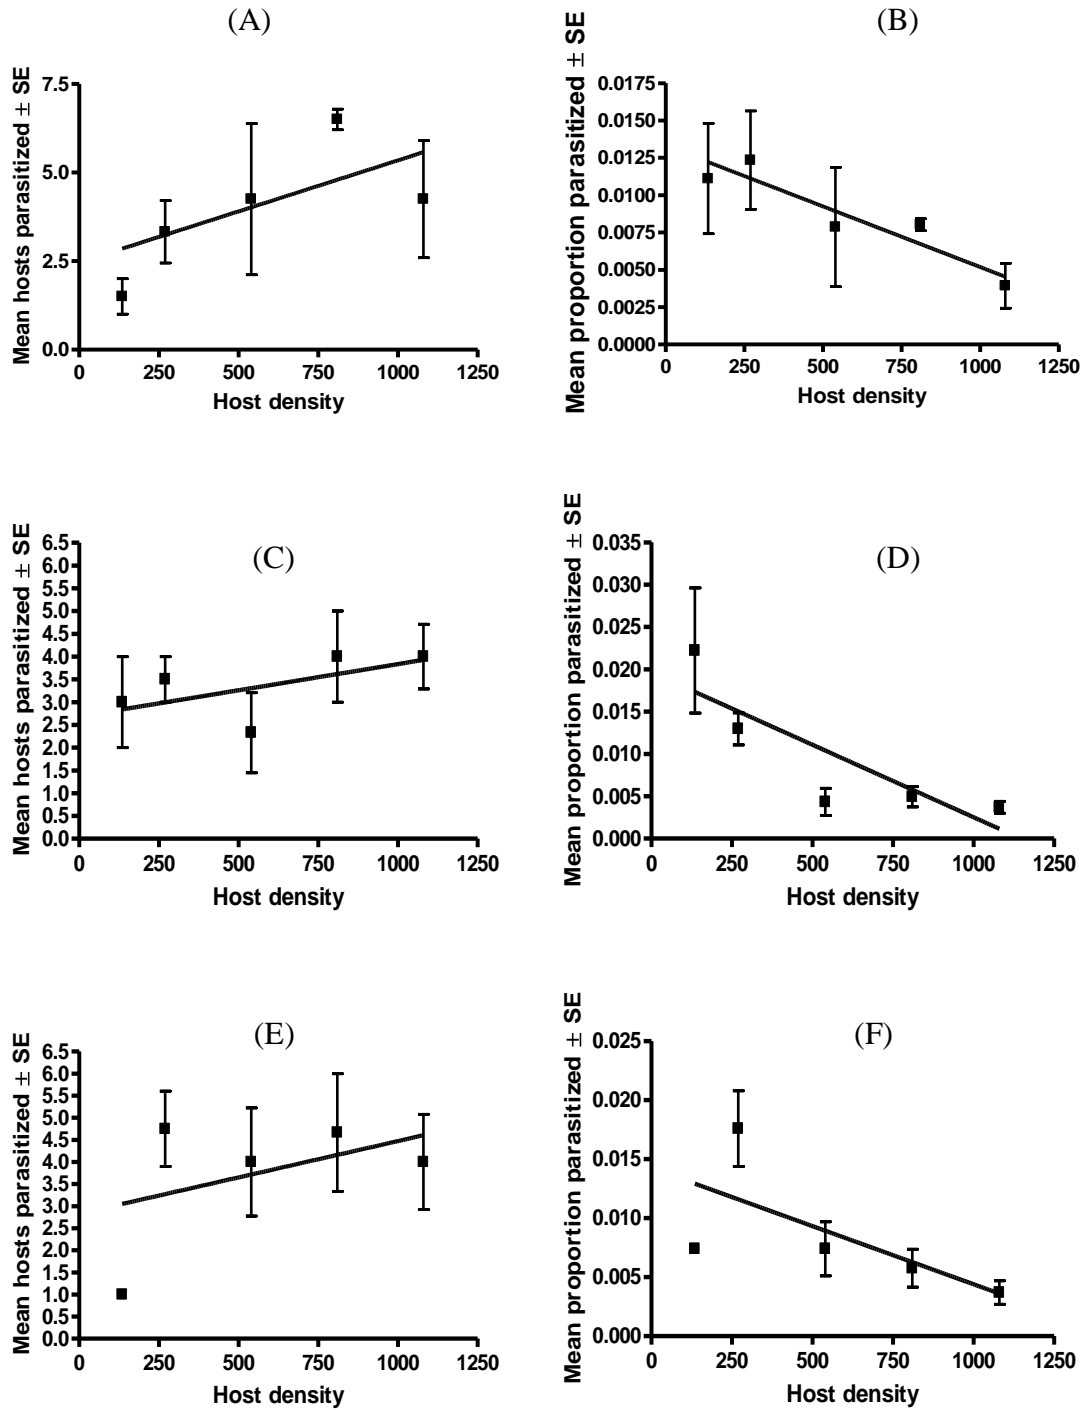 (A)
Mean hosts parasitized ± SE
7.5
5.0
2.5
0.0
0 250 500 750 1000 1250
Host density
(B)
Mean proportion parasitized ± SE
0.0175
0.0150
0.0125
0.0100
0.0075
0.0050
0.0025
0.0000
0 250 500 750 1000 1250
Host density
(C)
Mean hosts parasitized ± SE
6.5
6.0
5.5
5.0
4.5
4.0
3.5
3.0
2.5
2.0
1.5
1.0
0.5
0.0
0 250 500 750 1000 1250
Host density
(D)
Mean proportion parasitized ± SE
0.035
0.030
0.025
0.020
0.015
0.010
0.005
0.000
0 250 500 750 1000 1250
Host density
(E)
Mean hosts parasitized ± SE
6.5
6.0
5.5
5.0
4.5
4.0
3.5
3.0
2.5
2.0
1.5
1.0
0.5
0.0
0 250 500 750 1000 1250
Host density
(F)
Mean proportion parasitized ± SE
0.025
0.020
0.015
0.010
0.005
0.000
0 250 500 750 1000 1250
Host density